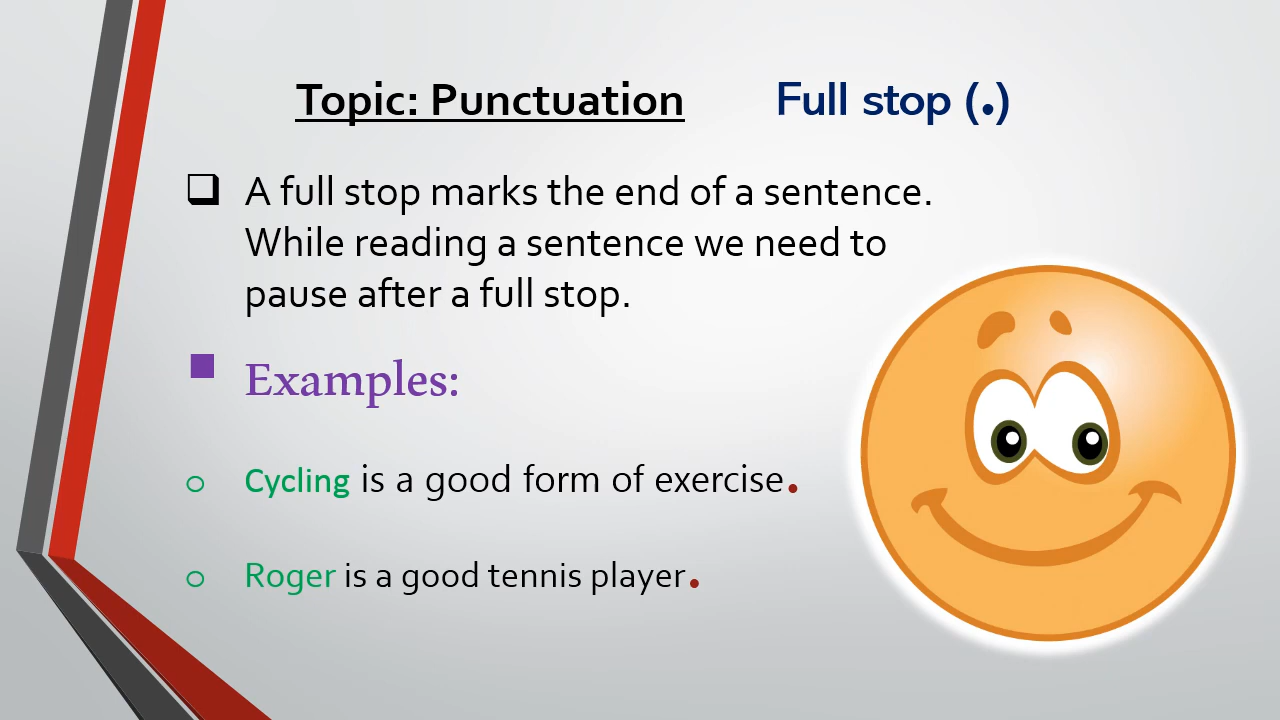 Topic: Punctuation Full stop (.)
A full stop marks the end of a sentence.
While reading a sentence we need to
pause after a full stop.
Examples:
Cycling is a good form of exercise.
Roger is a good tennis player.